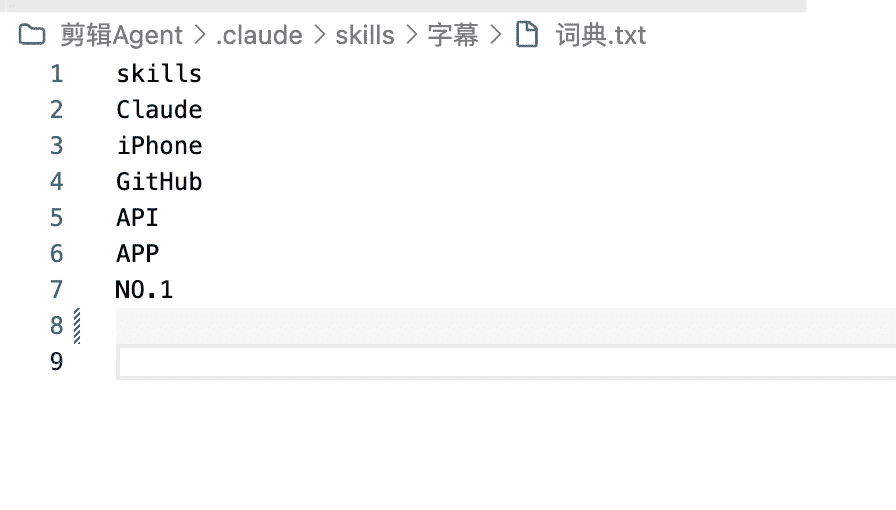 剪辑Agent > .claude > skills > 字幕 > 词典.txt
1 skills
2 Claude
3 iPhone
4 GitHub
5 API
6 APP
7 NO.1
8
9